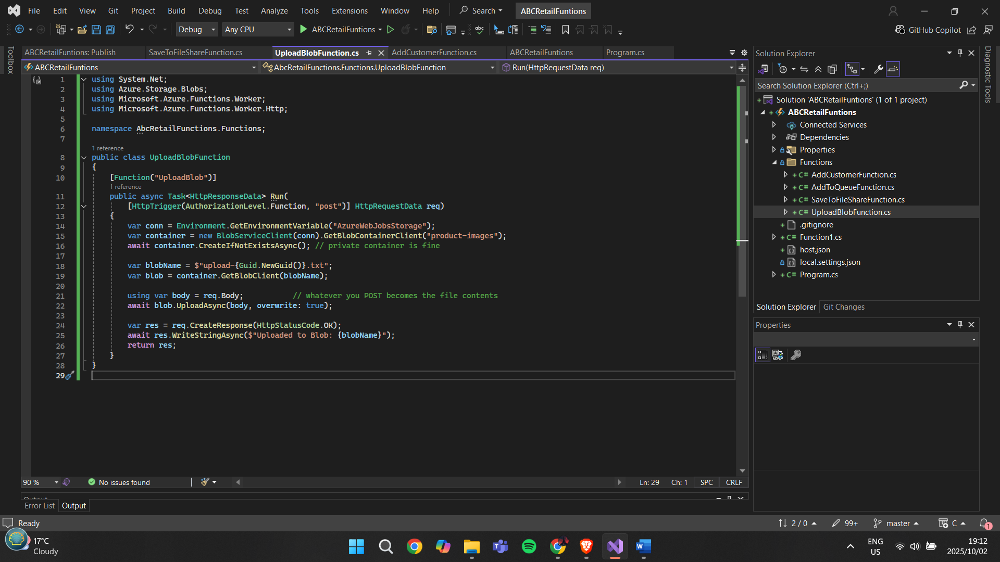 File Edit View Git Project Build Debug Test Analyze Tools Extensions Window Help Search ABCRetailFuntions
Debug Any CPU ABCRetailFuntions GitHub Copilot
Toolbox
ABCRetailFuntions: Publish SaveToFileShareFunction.cs UploadBlobFunction.cs AddCustomerFunction.cs ABCRetailFuntions Program.cs
ABCRetailFuntions AbcRetailFunctions.Functions.UploadBlobFunction Run(HttpRequestData req)
1 using System.Net;
2 using Azure.Storage.Blobs;
3 using Microsoft.Azure.Functions.Worker;
4 using Microsoft.Azure.Functions.Worker.Http;
5
6 namespace AbcRetailFunctions.Functions;
7
1 reference
8 public class UploadBlobFunction
9 {
10 [Function("UploadBlob")]
1 reference
11 public async Task<HttpResponseData> Run(
12 [HttpTrigger(AuthorizationLevel.Function, "post")] HttpRequestData req)
13 {
14 var conn = Environment.GetEnvironmentVariable("AzureWebJobsStorage");
15 var container = new BlobServiceClient(conn).GetBlobContainerClient("product-images");
16 await container.CreateIfNotExistsAsync(); // private container is fine
17
18 var blobName = $"upload-{Guid.NewGuid()}.txt";
19 var blob = container.GetBlobClient(blobName);
20
21 using var body = req.Body; // whatever you POST becomes the file contents
22 await blob.UploadAsync(body, overwrite: true);
23
24 var res = req.CreateResponse(HttpStatusCode.OK);
25 await res.WriteStringAsync($"Uploaded to Blob: {blobName}");
26 return res;
27 }
28 }
29
90 % No issues found Ln: 29 Ch: 1 SPC CRLF
Output
Error List Output
Solution Explorer
Search Solution Explorer (Ctrl+;)
Solution 'ABCRetailFuntions' (1 of 1 project)
ABCRetailFuntions
Connected Services
Dependencies
Properties
Functions
C# AddCustomerFunction.cs
C# AddToQueueFunction.cs
C# SaveToFileShareFunction.cs
C# UploadBlobFunction.cs
.gitignore
C# Function1.cs
host.json
local.settings.json
C# Program.cs
Solution Explorer Git Changes
Properties
Diagnostic Tools
Ready 2 / 0 99+ master C 1
17°C
Cloudy
ENG
US
19:12
2025/10/02